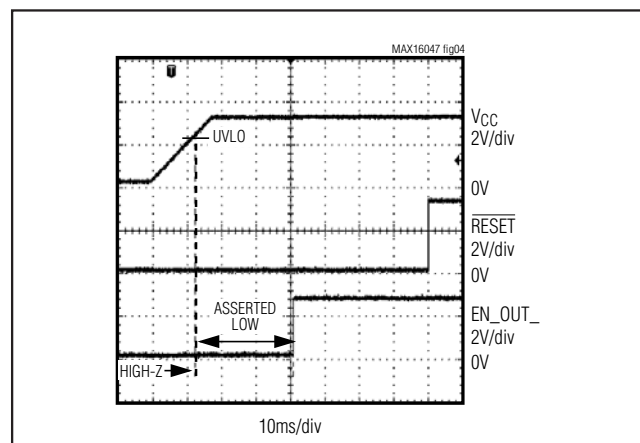 MAX16047 fig04
T
UVLO
VCC
2V/div
0V
RESET
2V/div
0V
ASSERTED
LOW
EN_OUT_
2V/div
0V
HIGH-Z
10ms/div